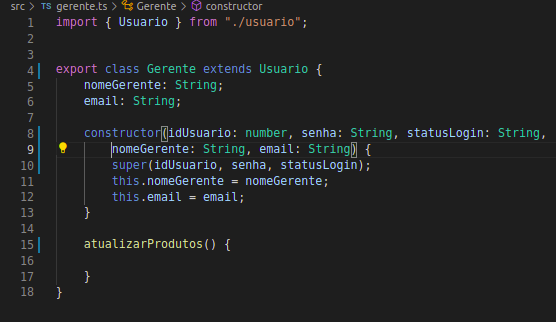 src > TS gerente.ts > Gerente > constructor
1 import { Usuario } from "./usuario";
2
3
4 export class Gerente extends Usuario {
5 nomeGerente: String;
6 email: String;
7
8 constructor(idUsuario: number, senha: String, statusLogin: String,
9 nomeGerente: String, email: String) {
10 super(idUsuario, senha, statusLogin);
11 this.nomeGerente = nomeGerente;
12 this.email = email;
13 }
14
15 atualizarProdutos() {
16
17 }
18 }